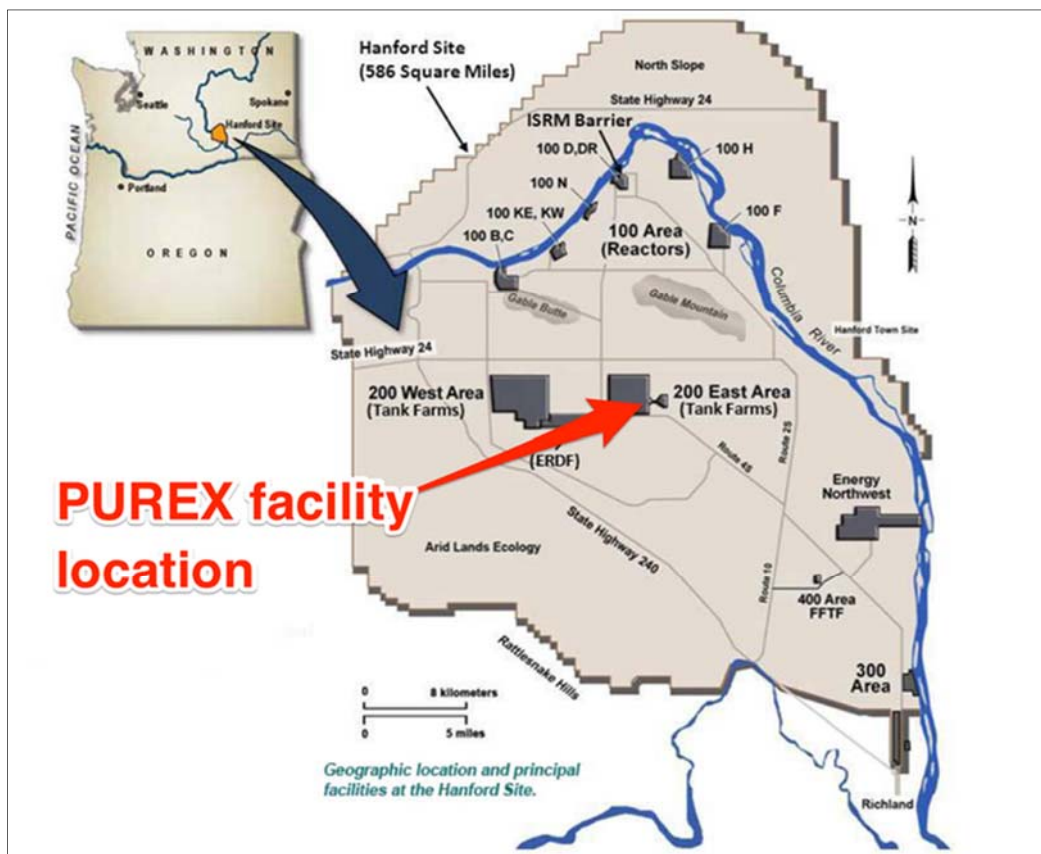 WASHINGTON
Seattle
Spokane
Hanford Site
PACIFIC OCEAN
Portland
OREGON
Hanford Site
(586 Square Miles)
North Slope
State Highway 24
ISRM Barrier
100 D,DR
100 H
100 N
100 KE, KW
100 F
100 B,C
100 Area
(Reactors)
N
Gable Butte
Gable Mountain
Columbia River
Hanford Town Site
State Highway 24
200 West Area
(Tank Farms)
200 East Area
(Tank Farms)
(ERDF)
Route 4S
Route 2S
PUREX facility
location
Energy
Northwest
State Highway 240
Arid Lands Ecology
Route 10
400 Area
FFTF
Rattlesnake Hills
300
Area
0 8 kilometers
0 5 miles
Geographic location and principal
facilities at the Hanford Site.
Richland